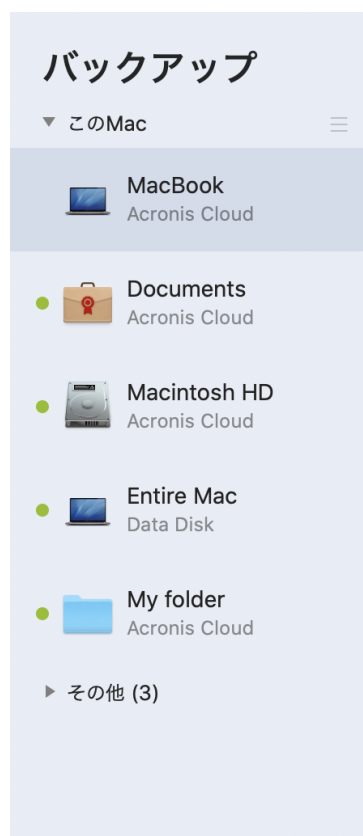 バックアップ
このMac
MacBook
Acronis Cloud
Documents
Acronis Cloud
Macintosh HD
Acronis Cloud
Entire Mac
Data Disk
My folder
Acronis Cloud
その他 (3)